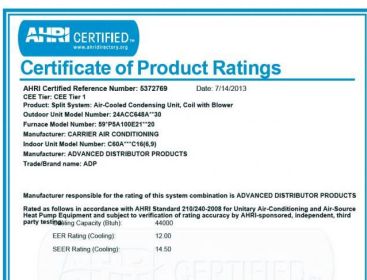 AHRI CERTIFIED™
www.ahridirectory.org
Certificate of Product Ratings
AHRI Certified Reference Number: 5372769 Date: 7/14/2013
CEE Tier: CEE Tier 1
Product: Split System: Air-Cooled Condensing Unit, Coil with Blower
Outdoor Unit Model Number: 24ACC648A**30
Furnace Model Number: 59*P5A100E21**20
Manufacturer: CARRIER AIR CONDITIONING
Indoor Unit Model Number: C60A***C16(6,9)
Manufacturer: ADVANCED DISTRIBUTOR PRODUCTS
Trade/Brand name: ADP
Manufacturer responsible for the rating of this system combination is ADVANCED DISTRIBUTOR PRODUCTS
Rated as follows in accordance with AHRI Standard 210/240-2008 for Unitary Air-Conditioning and Air-Source
Heat Pump Equipment and subject to verification of rating accuracy by AHRI-sponsored, independent, third
party testing:
Cooling Capacity (Btuh): 44000
EER Rating (Cooling): 12.00
SEER Rating (Cooling): 14.50
CERTIFIED